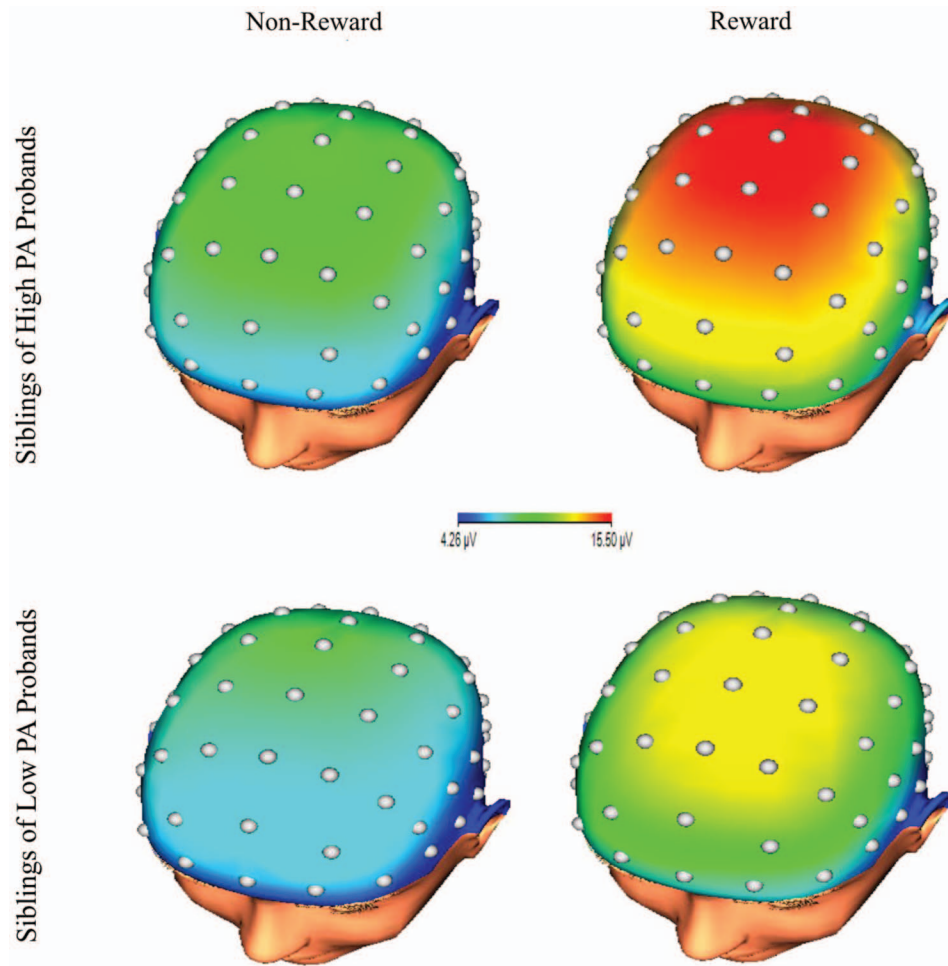 Non-Reward
Reward
Siblings of High PA Probands
4.26 µV
15.50 µV
Siblings of Low PA Probands